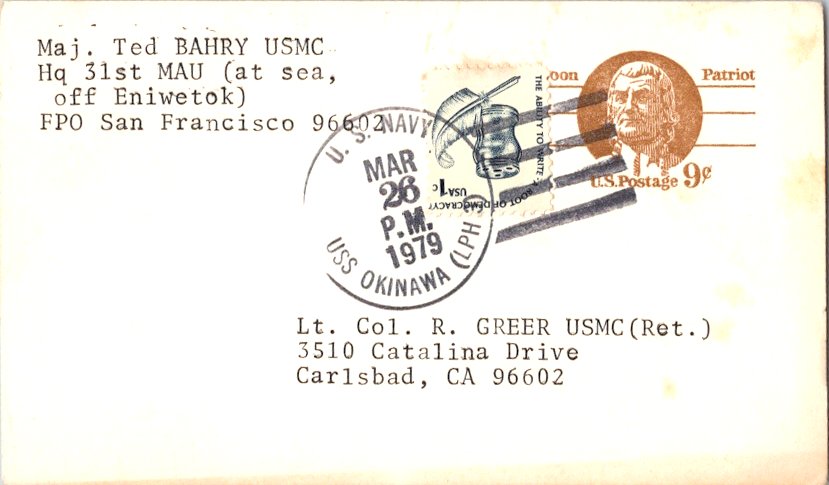 Maj. Ted BAHRY USMC
Hq 31st MAU (at sea,
off Eniwetok)
FPO San Francisco 96602
U.S. NAVY
MAR
26
P.M.
1979
USS OKINAWA (LPH 3)
THE ABILITY TO WRITE · A ROOT OF DEMOCRACY
USA 1c
oon Patriot
U.S. Postage 9¢
Lt. Col. R. GREER USMC(Ret.)
3510 Catalina Drive
Carlsbad, CA 96602